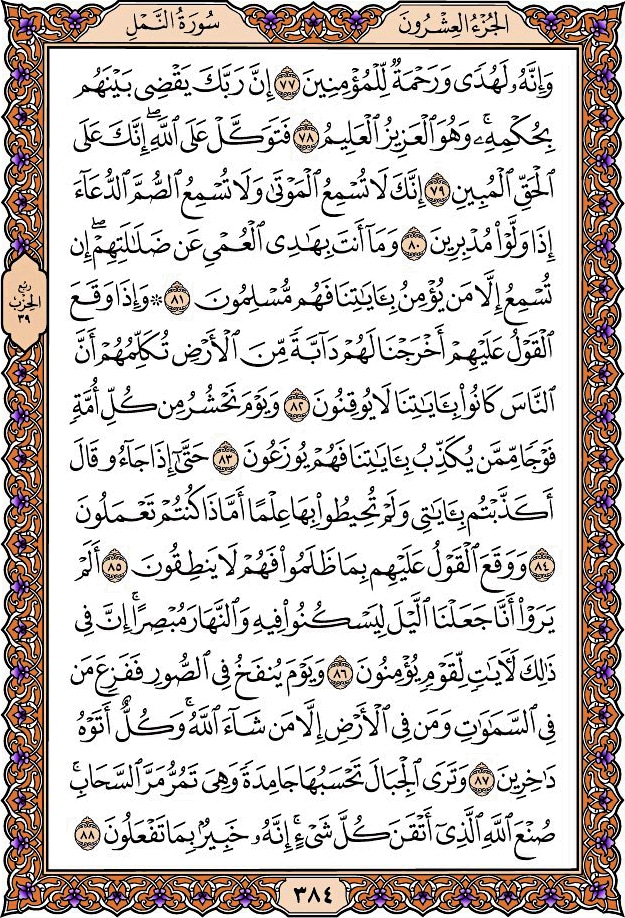 الجُزْءُ العِشْرُونَ
سُورَةُ النَّمْلِ
وَإِنَّهُۥ لَهُدًى وَرَحْمَةٌ لِّلْمُؤْمِنِينَ ٧٧ إِنَّ رَبَّكَ يَقْضِى بَيْنَهُم
بِحُكْمِهِۦۚ وَهُوَ ٱلْعَزِيزُ ٱلْعَلِيمُ ٧٨ فَتَوَكَّلْ عَلَى ٱللَّهِۖ إِنَّكَ عَلَى
ٱلْحَقِّ ٱلْمُبِينِ ٧٩ إِنَّكَ لَا تُسْمِعُ ٱلْمَوْتَىٰ وَلَا تُسْمِعُ ٱلصُّمَّ ٱلدُّعَآءَ
إِذَا وَلَّوْا۟ مُدْبِرِينَ ٨٠ وَمَآ أَنتَ بِهَٰدِى ٱلْعُمْىِ عَن ضَلَٰلَتِهِمْۖ إِن
تُسْمِعُ إِلَّا مَن يُؤْمِنُ بِـَٔايَٰتِنَا فَهُم مُّسْلِمُونَ ٨١ ۞ وَإِذَا وَقَعَ
ٱلْقَوْلُ عَلَيْهِمْ أَخْرَجْنَا لَهُمْ دَآبَّةً مِّنَ ٱلْأَرْضِ تُكَلِّمُهُمْ أَنَّ
ٱلنَّاسَ كَانُوا۟ بِـَٔايَٰتِنَا لَا يُوقِنُونَ ٨٢ وَيَوْمَ نَحْشُرُ مِن كُلِّ أُمَّةٍ
فَوْجًا مِّمَّن يُكَذِّبُ بِـَٔايَٰتِنَا فَهُمْ يُوزَعُونَ ٨٣ حَتَّىٰٓ إِذَا جَآءُو قَالَ
أَكَذَّبْتُم بِـَٔايَٰتِى وَلَمْ تُحِيطُوا۟ بِهَا عِلْمًا أَمَّاذَا كُنتُمْ تَعْمَلُونَ
٨٤ وَوَقَعَ ٱلْقَوْلُ عَلَيْهِم بِمَا ظَلَمُوا۟ فَهُمْ لَا يَنطِقُونَ ٨٥ أَلَمْ
يَرَوْا۟ أَنَّا جَعَلْنَا ٱلَّيْلَ لِيَسْكُنُوا۟ فِيهِ وَٱلنَّهَارَ مُبْصِرًاۚ إِنَّ فِى
ذَٰلِكَ لَـَٔايَٰتٍ لِّقَوْمٍ يُؤْمِنُونَ ٨٦ وَيَوْمَ يُنفَخُ فِى ٱلصُّورِ فَفَزِعَ مَن
فِى ٱلسَّمَٰوَٰتِ وَمَن فِى ٱلْأَرْضِ إِلَّا مَن شَآءَ ٱللَّهُۚ وَكُلٌّ أَتَوْهُ
دَٰخِرِينَ ٨٧ وَتَرَى ٱلْجِبَالَ تَحْسَبُهَا جَامِدَةً وَهِىَ تَمُرُّ مَرَّ ٱلسَّحَابِۚ
صُنْعَ ٱللَّهِ ٱلَّذِىٓ أَتْقَنَ كُلَّ شَىْءٍۚ إِنَّهُۥ خَبِيرٌۢ بِمَا تَفْعَلُونَ ٨٨
ربع
الحزب
٣٩
٣٨٤